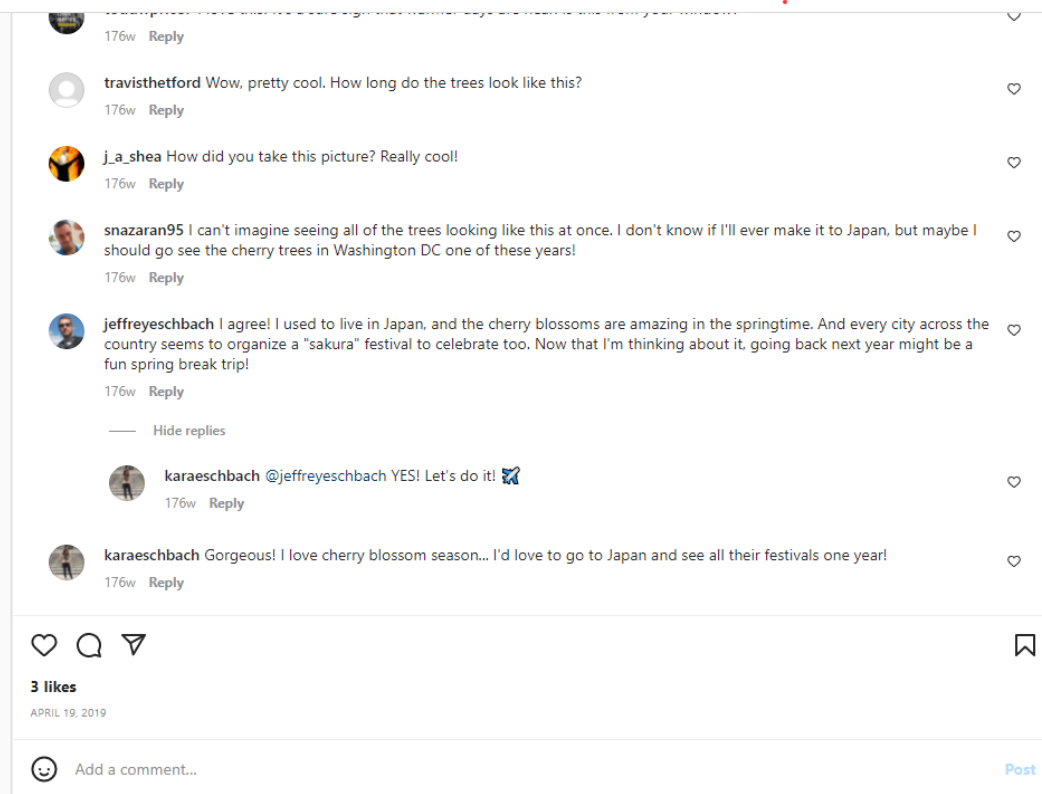 176w Reply
travisthetford Wow, pretty cool. How long do the trees look like this?
176w Reply
j_a_shea How did you take this picture? Really cool!
176w Reply
snazaran95 I can't imagine seeing all of the trees looking like this at once. I don't know if I'll ever make it to Japan, but maybe I
should go see the cherry trees in Washington DC one of these years!
176w Reply
jeffreyeschbach I agree! I used to live in Japan, and the cherry blossoms are amazing in the springtime. And every city across the
country seems to organize a "sakura" festival to celebrate too. Now that I'm thinking about it, going back next year might be a
fun spring break trip!
176w Reply
Hide replies
karaeschbach @jeffreyeschbach YES! Let's do it! ✈️
176w Reply
karaeschbach Gorgeous! I love cherry blossom season... I'd love to go to Japan and see all their festivals one year!
176w Reply
3 likes
APRIL 19, 2019
Add a comment...
Post